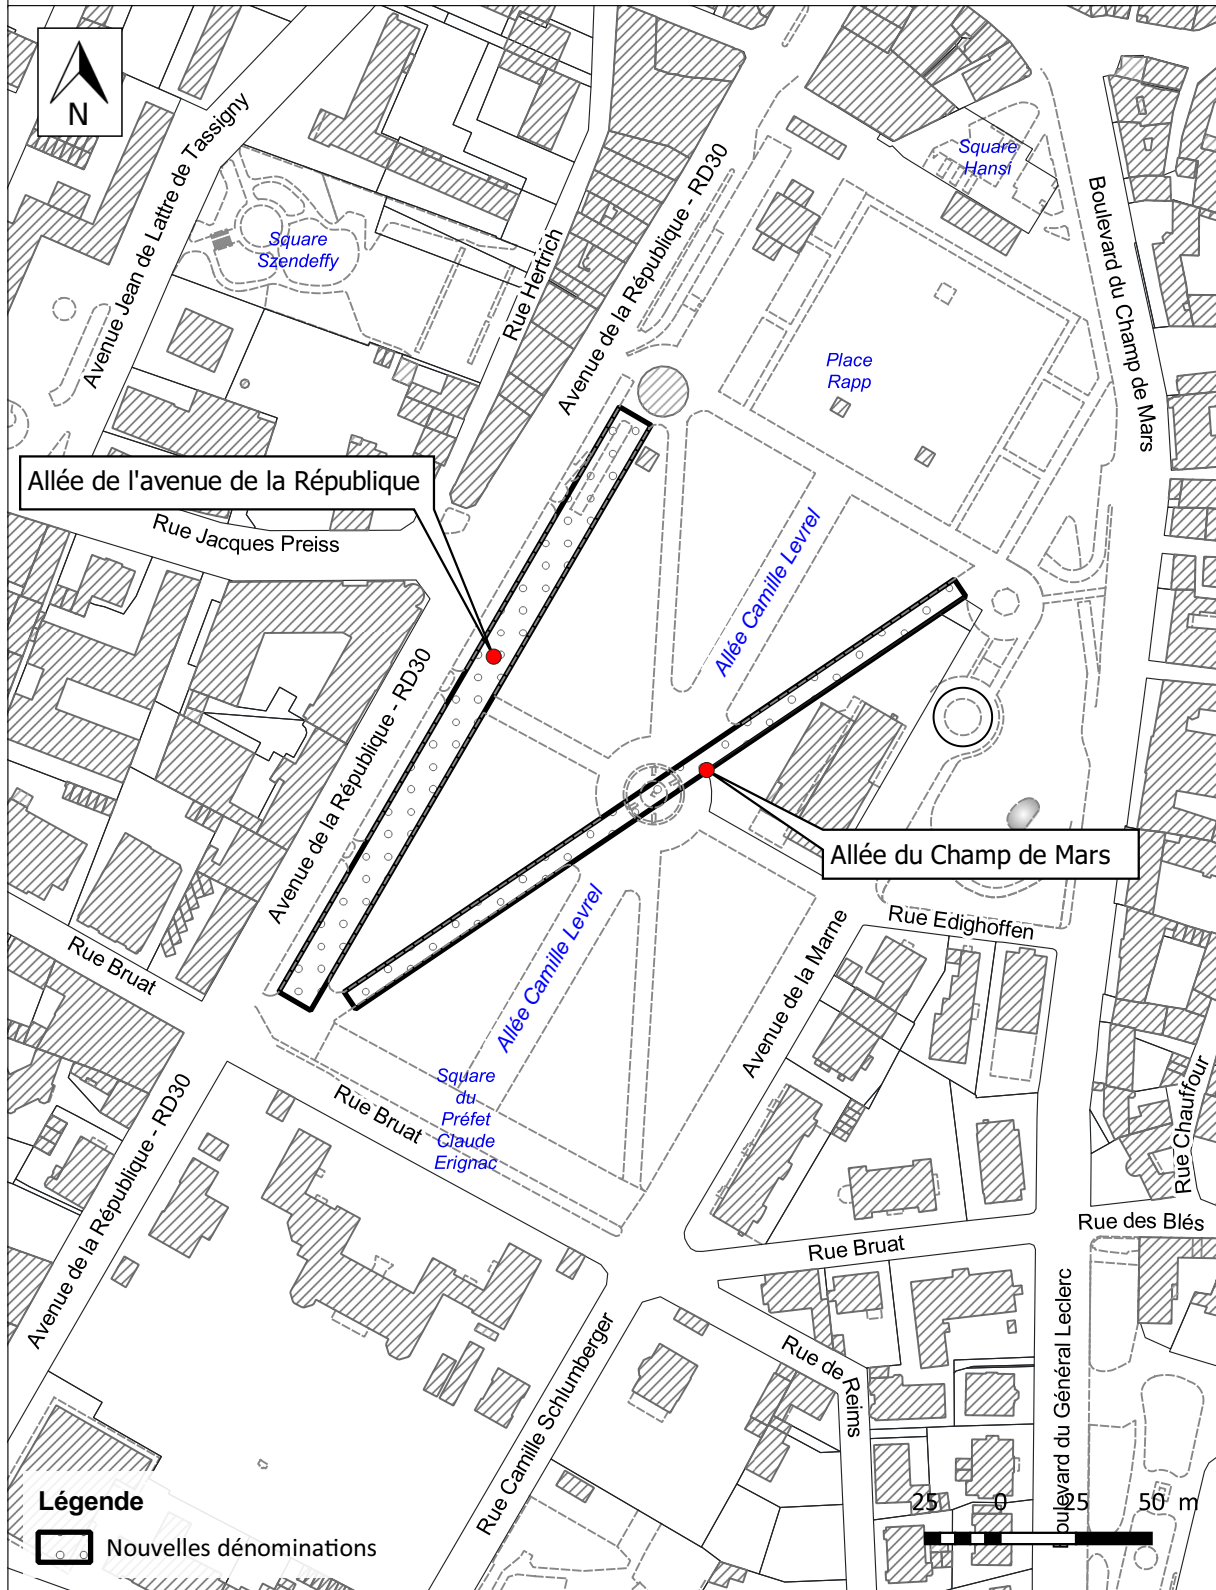 N
Avenue Jean de Lattre de Tassigny
Square
Szendeffy
Rue Hertrich
Avenue de la République - RD30
Square
Hansi
Boulevard du Champ de Mars
Place
Rapp
Allée de l'avenue de la République
Rue Jacques Preiss
Allée Camille Levrel
Avenue de la République - RD30
Allée du Champ de Mars
Rue Bruat
Allée Camille Levrel
Avenue de la Marne
Rue Edighoffen
Square
du
Préfet
Claude
Erignac
Rue Bruat
Avenue de la République - RD30
Rue Chauffour
Rue des Blés
Rue Bruat
Rue Camille Schlumberger
Rue de Reims
Boulevard du Général Leclerc
25 0 25 50 m
Légende
Nouvelles dénominations